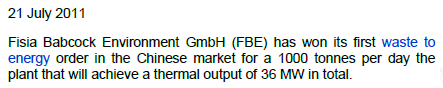 21 July 2011
Fisia Babcock Environment GmbH (FBE) has won its first waste to
energy order in the Chinese market for a 1000 tonnes per day the
plant that will achieve a thermal output of 36 MW in total.